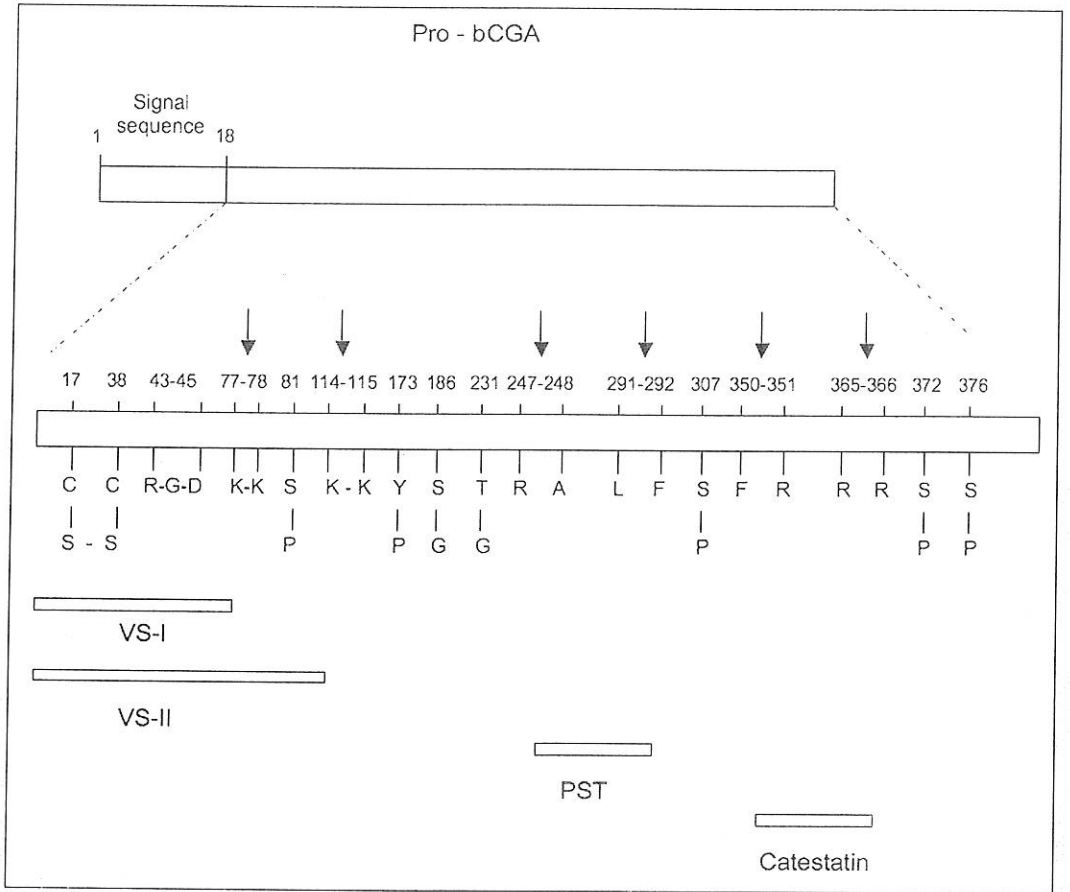 Pro - bCGA
Signal
sequence
1 18
17 38 43-45 77-78 81 114-115 173 186 231 247-248 291-292 307 350-351 365-366 372 376
C C R-G-D K-K S K - K Y S T R A L F S F R R R S S
S - S P P G G P P P
VS-I
VS-II
PST
Catestatin